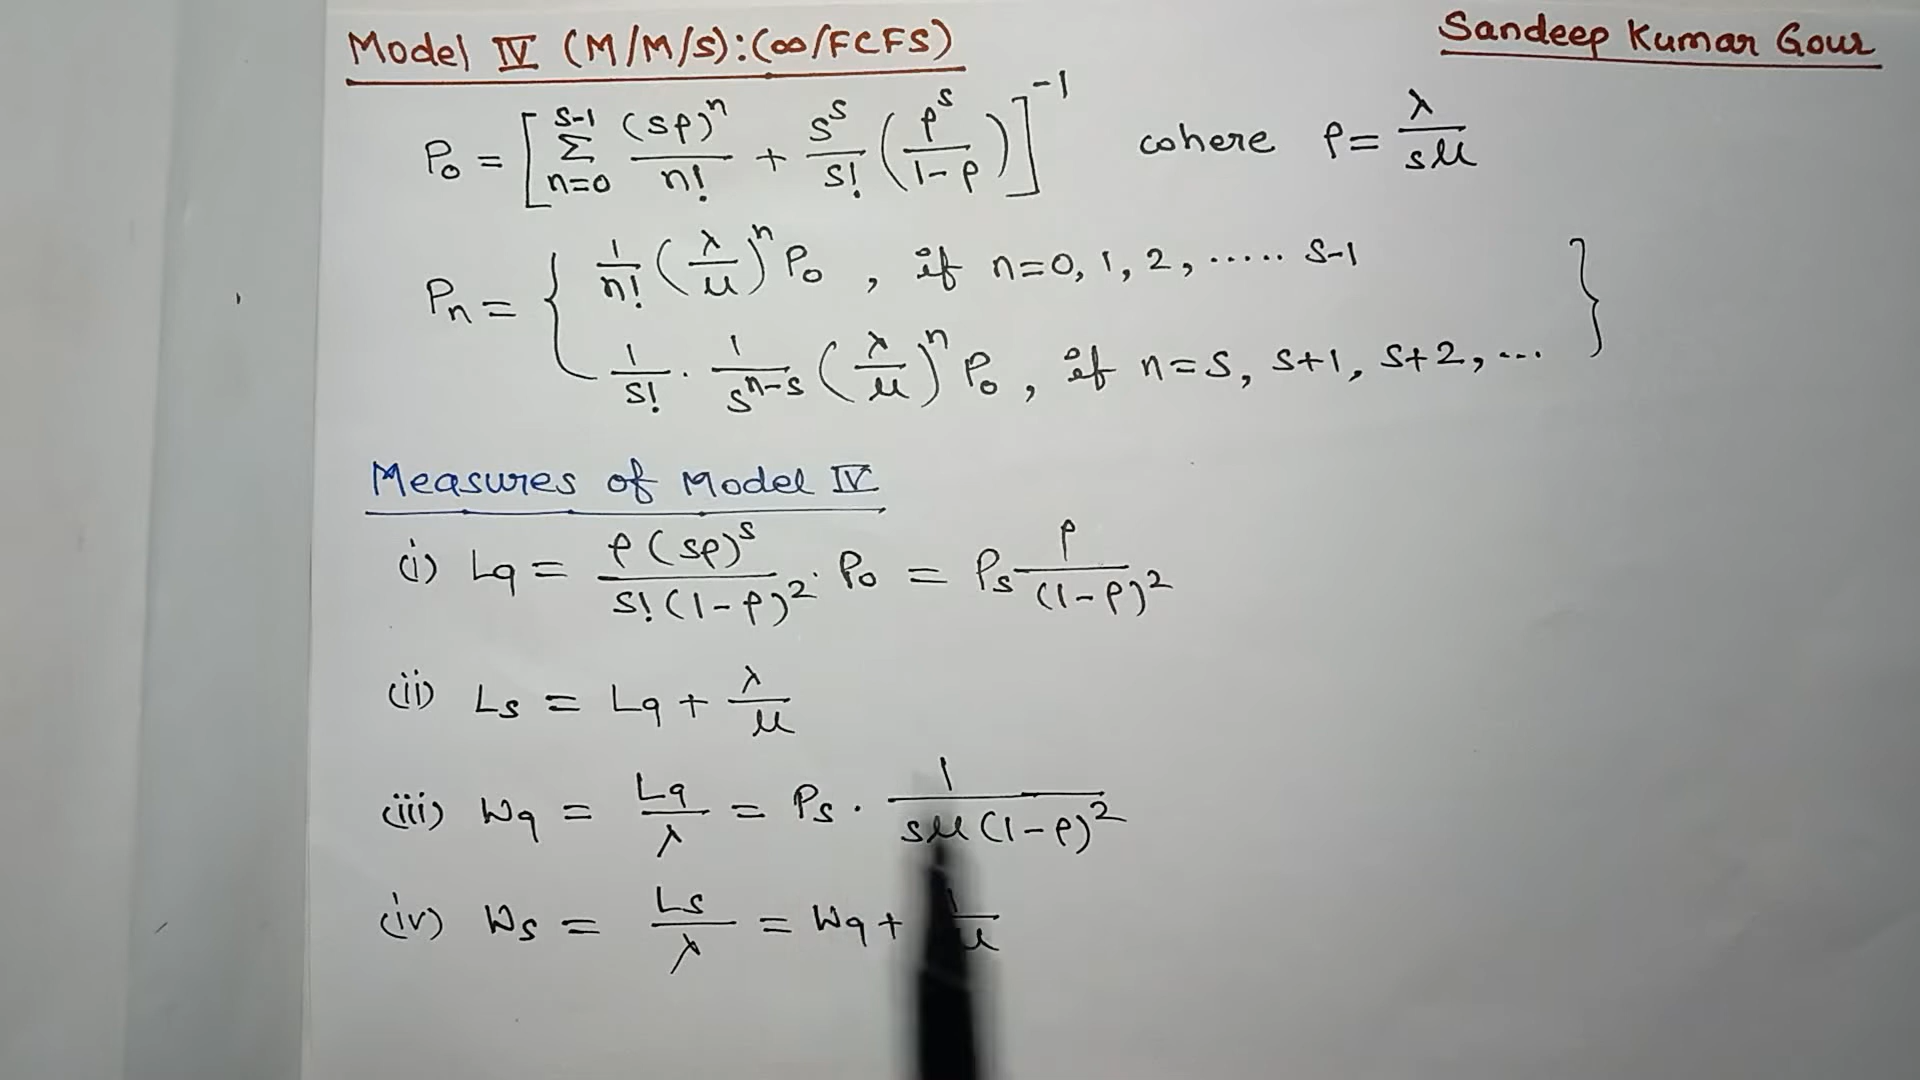 Model IV (M/M/S):(∞/FCFS)
Sandeep Kumar Gour
P₀ = [ Σ_{n=0}^{S-1} (sρ)ⁿ/n! + s^s/s! (ρ^s/(1-ρ)) ]⁻¹ where ρ = λ/sμ
Pₙ = { 1/n! (λ/μ)ⁿ P₀ , if n=0, 1, 2, ..... S-1
1/s! · 1/s^{n-s} (λ/μ)ⁿ P₀ , if n=S, S+1, S+2, ... }
Measures of Model IV
(i) Lq = ρ(sρ)^s / s!(1-ρ)² · P₀ = Ps ρ/(1-ρ)²
(ii) Ls = Lq + λ/μ
(iii) Wq = Lq/λ = Ps · 1/sμ(1-ρ)²
(iv) Ws = Ls/λ = Wq + 1/μ